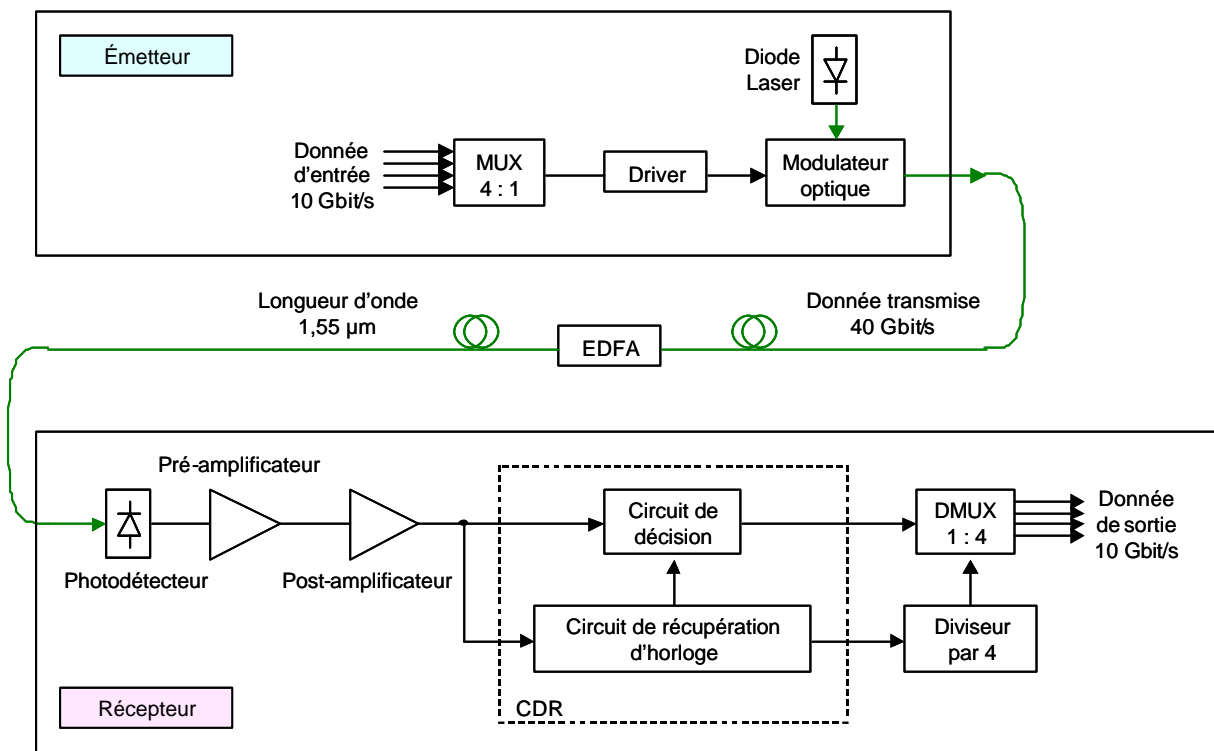 Émetteur
Diode
Laser
Donnée
d'entrée
10 Gbit/s
MUX
4 : 1
Driver
Modulateur
optique
Longueur d'onde
1,55 µm
EDFA
Donnée transmise
40 Gbit/s
Pré-amplificateur
Photodétecteur
Post-amplificateur
Circuit de
décision
DMUX
1 : 4
Donnée
de sortie
10 Gbit/s
Circuit de récupération
d'horloge
Diviseur
par 4
CDR
Récepteur